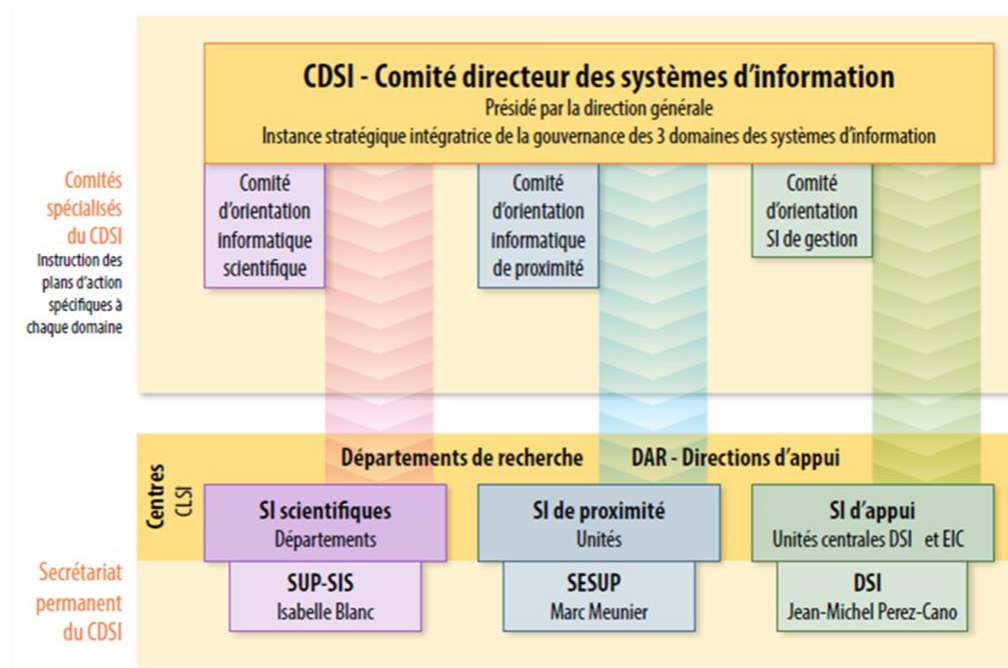 CDSI - Comité directeur des systèmes d'information
Présidé par la direction générale
Instance stratégique intégratrice de la gouvernance des 3 domaines des systèmes d'information
Comités
spécialisés
du CDSI
Instruction des
plans d'action
spécifiques à
chaque domaine
Comité
d'orientation
informatique
scientifique
Comité
d'orientation
informatique
de proximité
Comité
d'orientation
SI de gestion
Centres
CLSI
Départements de recherche
DAR - Directions d'appui
SI scientifiques
Départements
SI de proximité
Unités
SI d'appui
Unités centrales DSI et EIC
Secrétariat
permanent
du CDSI
SUP-SIS
Isabelle Blanc
SESUP
Marc Meunier
DSI
Jean-Michel Perez-Cano